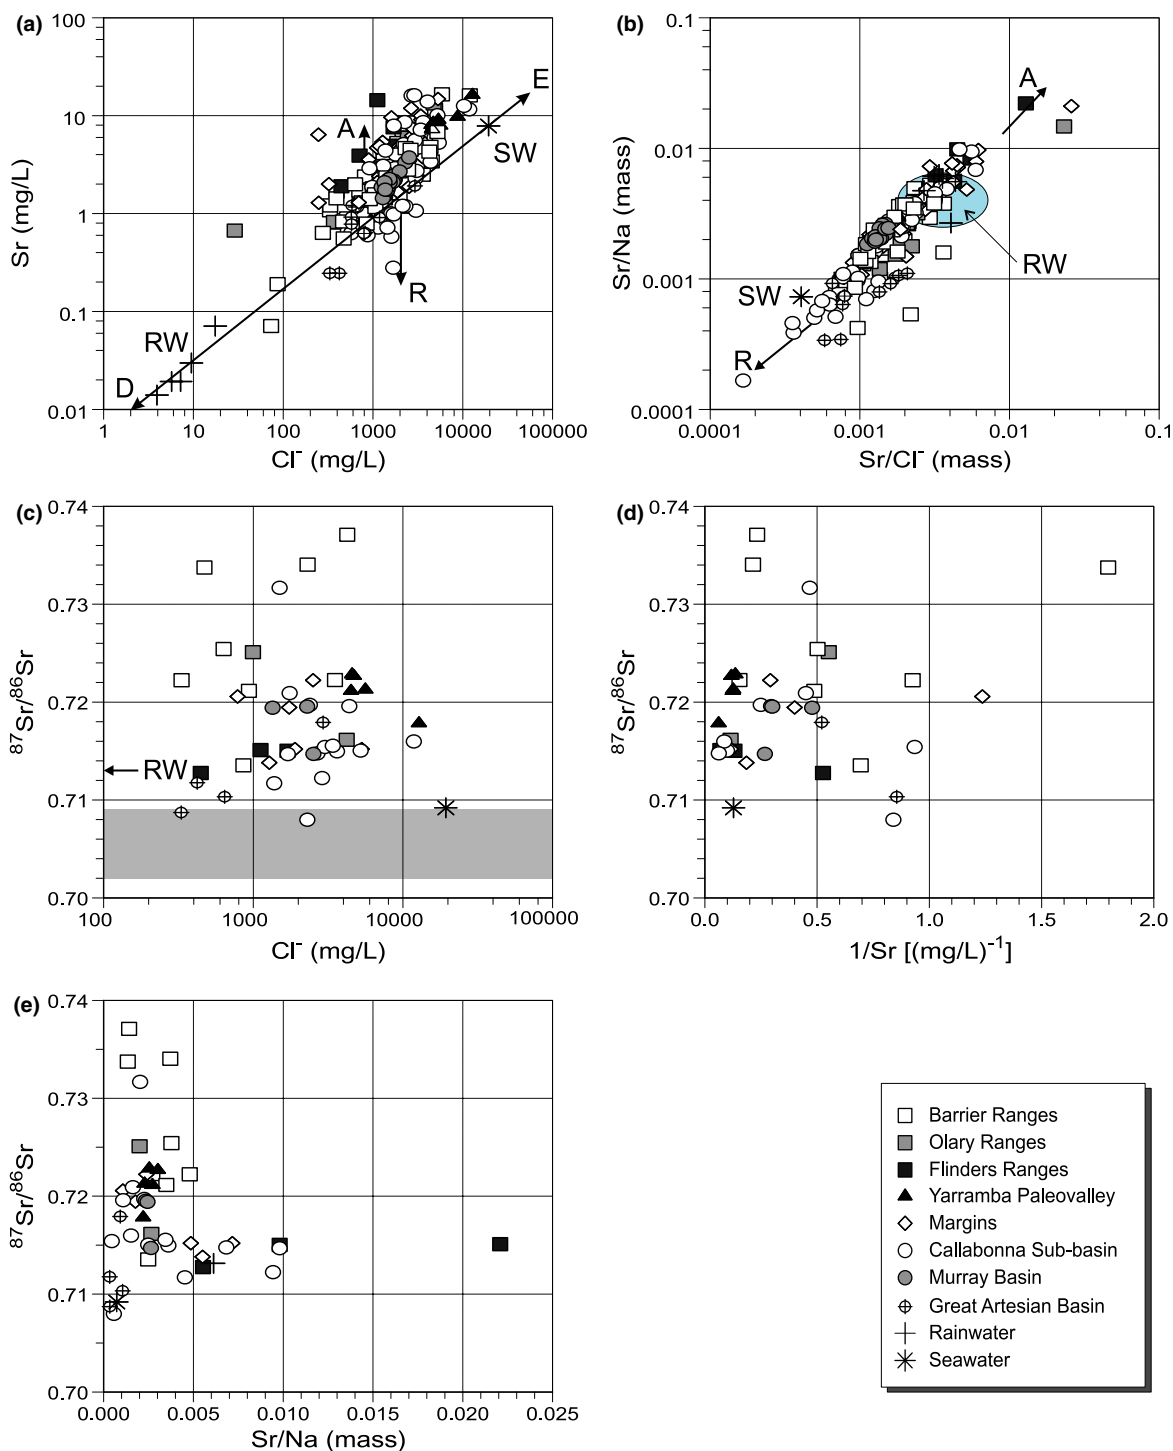 (a)
100
10
1
0.1
0.01
Sr (mg/L)
A
E
SW
R
RW
D
1
10
100
1000
10000
100000
Cl⁻ (mg/L)
(b)
0.1
0.01
0.001
0.0001
Sr/Na (mass)
A
RW
SW
R
0.0001
0.001
0.01
0.1
Sr/Cl⁻ (mass)
(c)
0.74
0.73
0.72
0.71
0.70
⁸⁷Sr/⁸⁶Sr
RW
100
1000
10000
100000
Cl⁻ (mg/L)
(d)
0.74
0.73
0.72
0.71
0.70
⁸⁷Sr/⁸⁶Sr
0.0
0.5
1.0
1.5
2.0
1/Sr [(mg/L)⁻¹]
(e)
0.74
0.73
0.72
0.71
0.70
⁸⁷Sr/⁸⁶Sr
0.000
0.005
0.010
0.015
0.020
0.025
Sr/Na (mass)
Barrier Ranges
Olary Ranges
Flinders Ranges
Yarramba Paleovalley
Margins
Callabonna Sub-basin
Murray Basin
Great Artesian Basin
Rainwater
Seawater